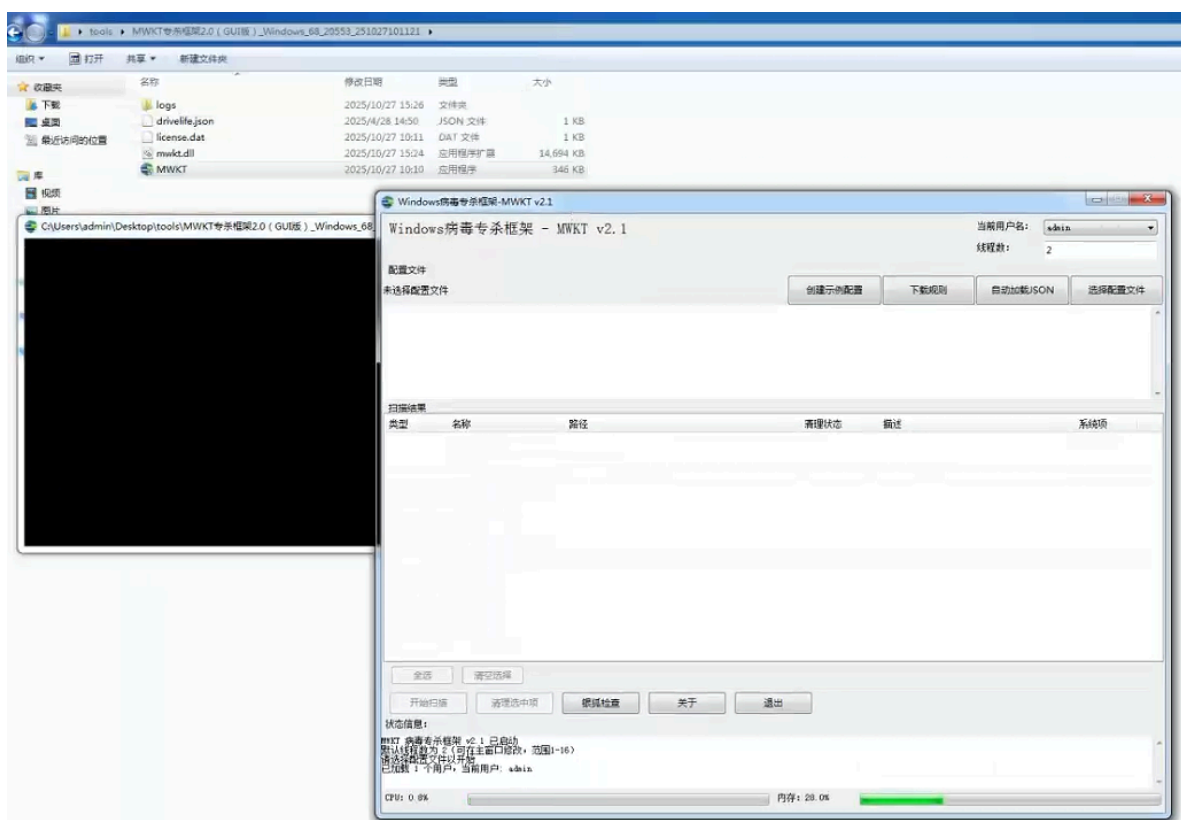 tools ▸ MWKT专杀框架2.0（GUI版）_Windows_68_20553_251027101121
组织 打开 共享 新建文件夹
收藏夹
下载
桌面
最近访问的位置
库
视频
图片
名称 修改日期 类型 大小
logs 2025/10/27 15:26 文件夹
drivelife.json 2025/4/28 14:50 JSON 文件 1 KB
license.dat 2025/10/27 10:11 DAT 文件 1 KB
mwkt.dll 2025/10/27 15:24 应用程序扩展 14,694 KB
MWKT 2025/10/27 10:10 应用程序 346 KB
C:\Users\admin\Desktop\tools\MWKT专杀框架2.0（GUI版）_Windows_68_
Windows病毒专杀框架-MWKT v2.1
Windows病毒专杀框架 - MWKT v2.1
当前用户名： admin
线程数： 2
配置文件
未选择配置文件
创建示例配置 下载规则 自动加载JSON 选择配置文件
扫描结果
类型 名称 路径 清理状态 描述 系统项
全选 清空选择
开始扫描 清理选中项 银狐检查 关于 退出
状态信息：
MWKT 病毒专杀框架 v2.1 已启动
默认线程数为 2（可在主窗口修改，范围1-16）
请选择配置文件以开始
已加载 1 个用户，当前用户: admin
CPU: 0.0% 内存: 28.0%